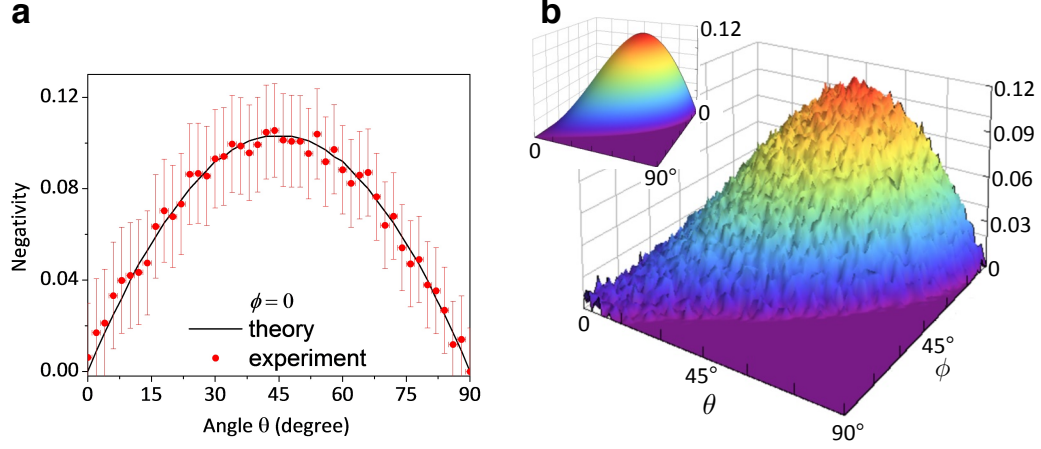 a
0.12
0.08
0.04
0.00
Negativity
ϕ = 0
theory
experiment
0 15 30 45 60 75 90
Angle θ (degree)
b
0.12
0
0
90°
0.12
0.09
0.06
0.03
0
0
45°
45°
θ
ϕ
90°